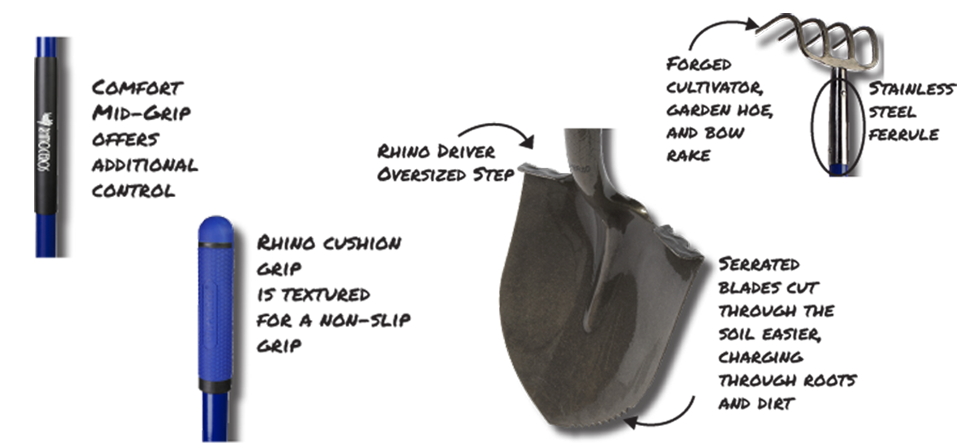 Comfort
Mid-Grip
offers
additional
control
Rhino cushion
grip
is textured
for a non-slip
grip
Rhino Driver
Oversized Step
Forged
cultivator,
garden hoe,
and bow
rake
Stainless
steel
ferrule
Serrated
blades cut
through the
soil easier,
charging
through roots
and dirt